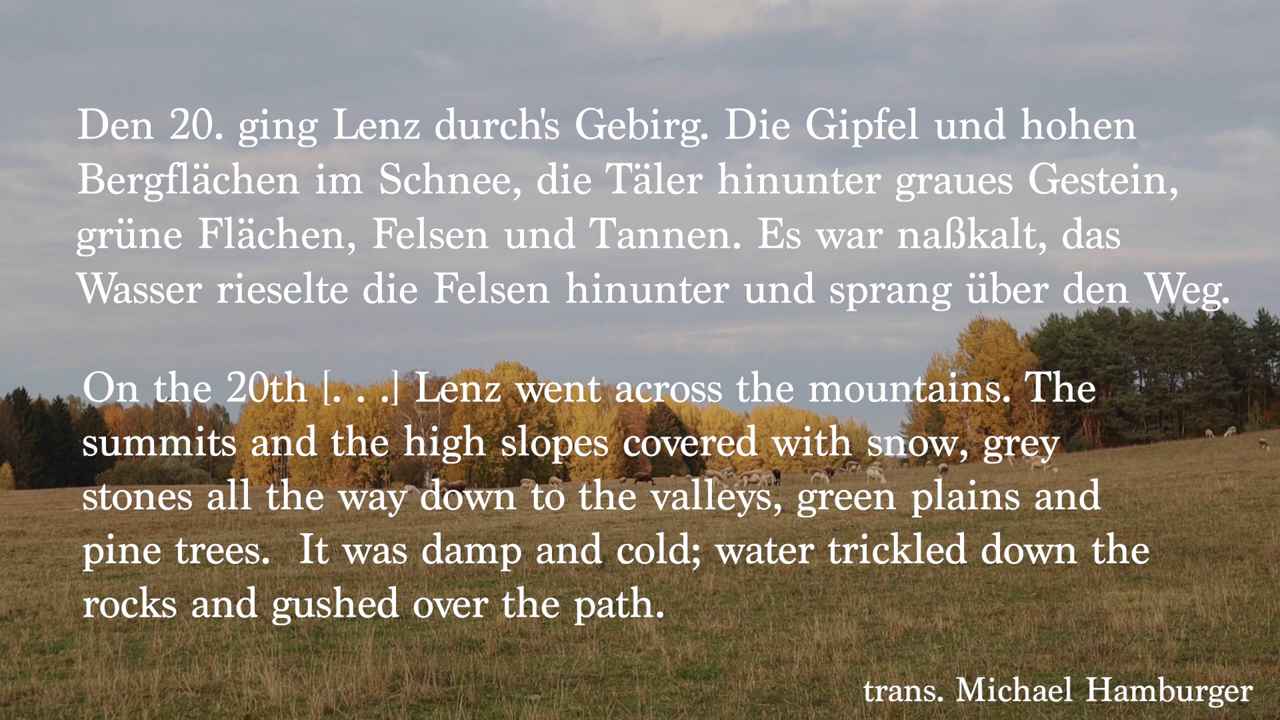 Den 20. ging Lenz durch's Gebirg. Die Gipfel und hohen
Bergflächen im Schnee, die Täler hinunter graues Gestein,
grüne Flächen, Felsen und Tannen. Es war naßkalt, das
Wasser rieselte die Felsen hinunter und sprang über den Weg.
On the 20th [. . .] Lenz went across the mountains. The
summits and the high slopes covered with snow, grey
stones all the way down to the valleys, green plains and
pine trees.  It was damp and cold; water trickled down the
rocks and gushed over the path.
trans. Michael Hamburger